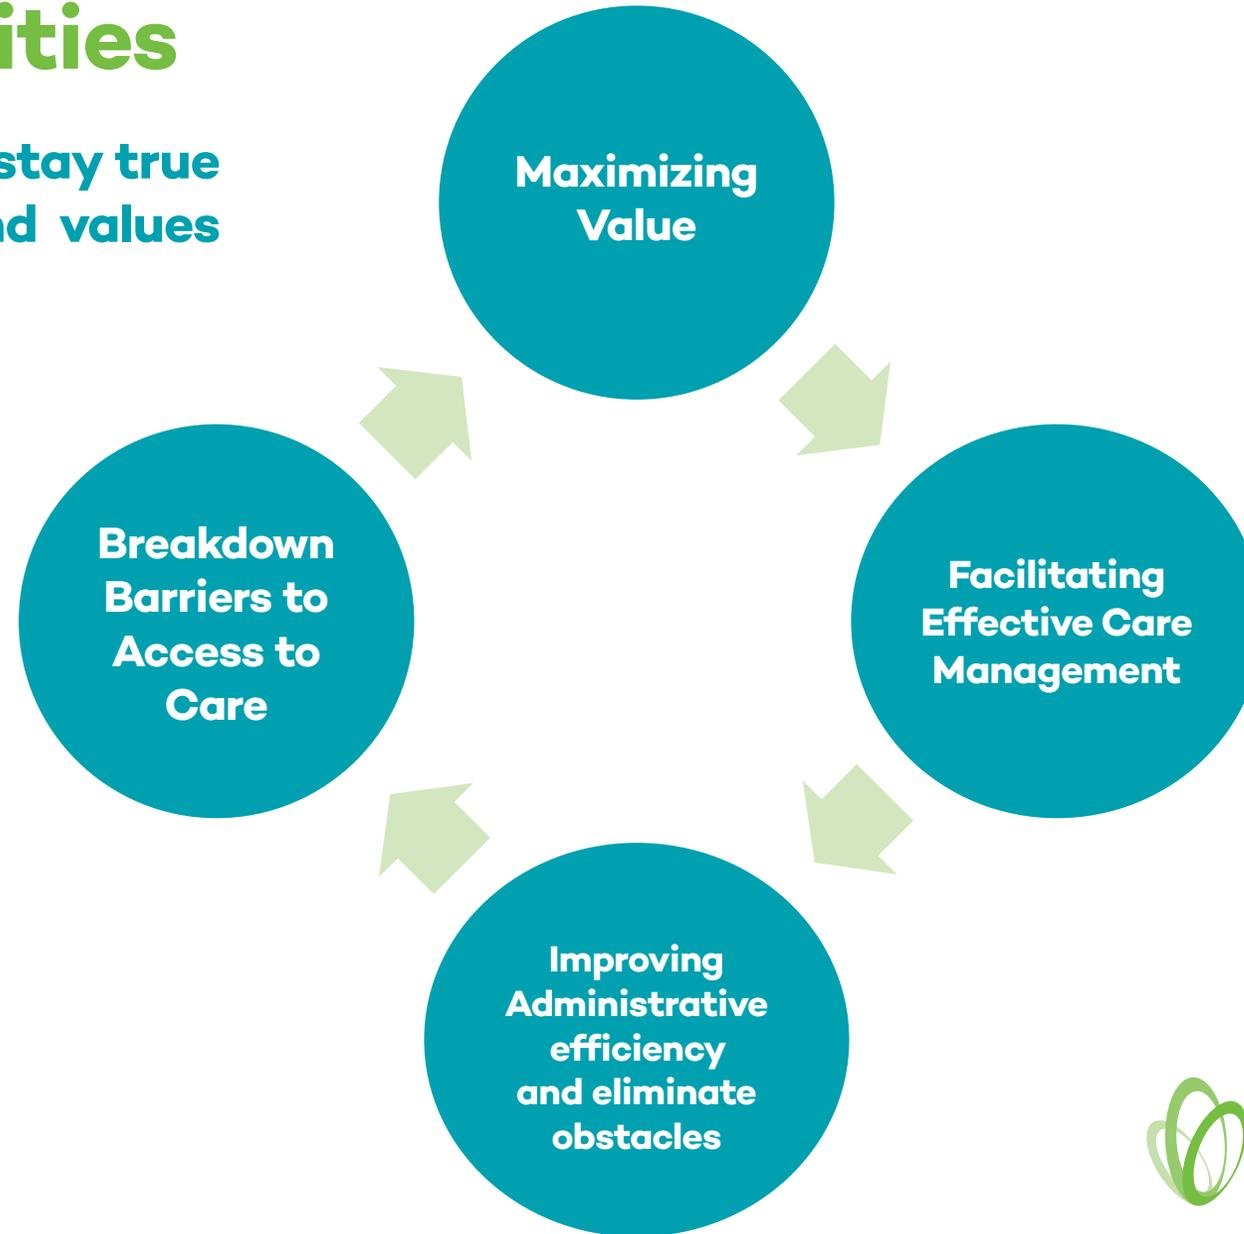 ities
stay true
nd values
Maximizing
Value
Breakdown
Barriers to
Access to
Care
Facilitating
Effective Care
Management
Improving
Administrative
efficiency
and eliminate
obstacles